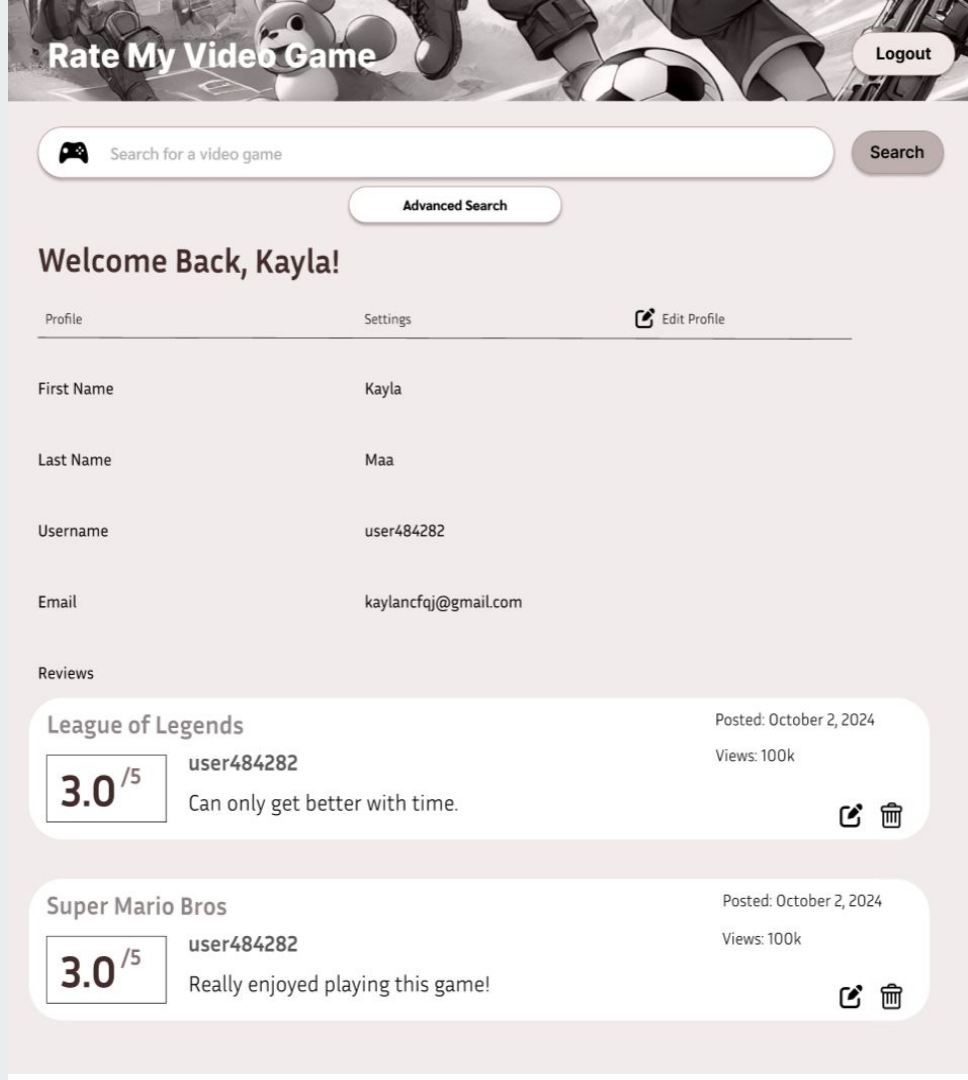 Rate My Video Game
Logout
Search for a video game
Search
Advanced Search
Welcome Back, Kayla!
Profile Settings Edit Profile
First Name Kayla
Last Name Maa
Username user484282
Email kaylancfqj@gmail.com
Reviews
League of Legends
Posted: October 2, 2024
Views: 100k
3.0/5
user484282
Can only get better with time.
Super Mario Bros
Posted: October 2, 2024
Views: 100k
3.0/5
user484282
Really enjoyed playing this game!